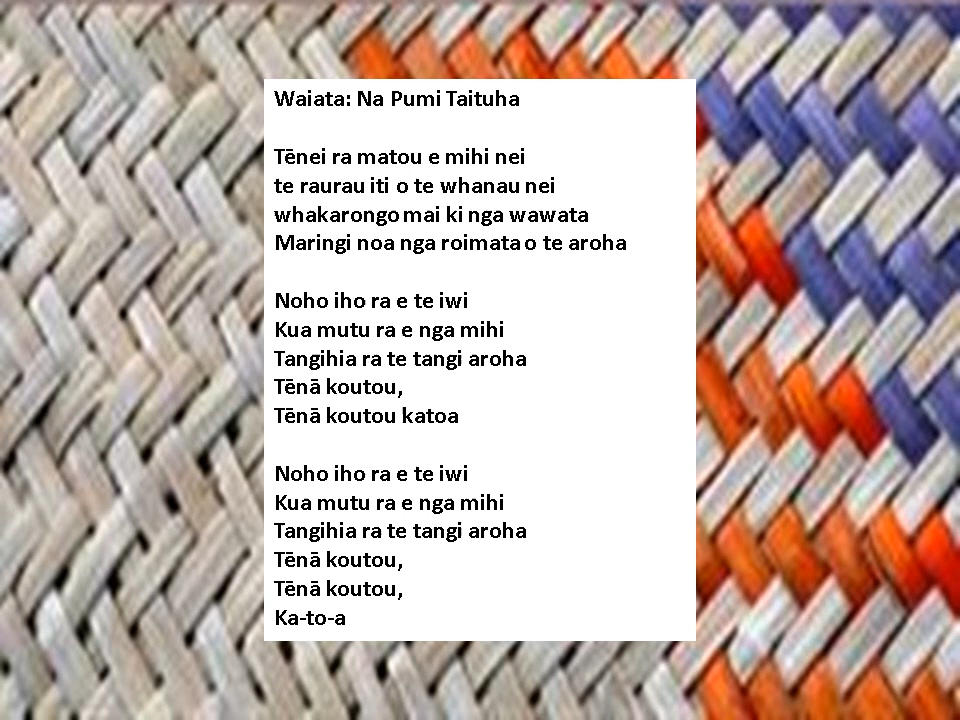 Waiata: Na Pumi Taituha
Tēnei ra matou e mihi nei
te raurau iti o te whanau nei
whakarongo mai ki nga wawata
Maringi noa nga roimata o te aroha
Noho iho ra e te iwi
Kua mutu ra e nga mihi
Tangihia ra te tangi aroha
Tēnā koutou,
Tēnā koutou katoa
Noho iho ra e te iwi
Kua mutu ra e nga mihi
Tangihia ra te tangi aroha
Tēnā koutou,
Tēnā koutou,
Ka-to-a